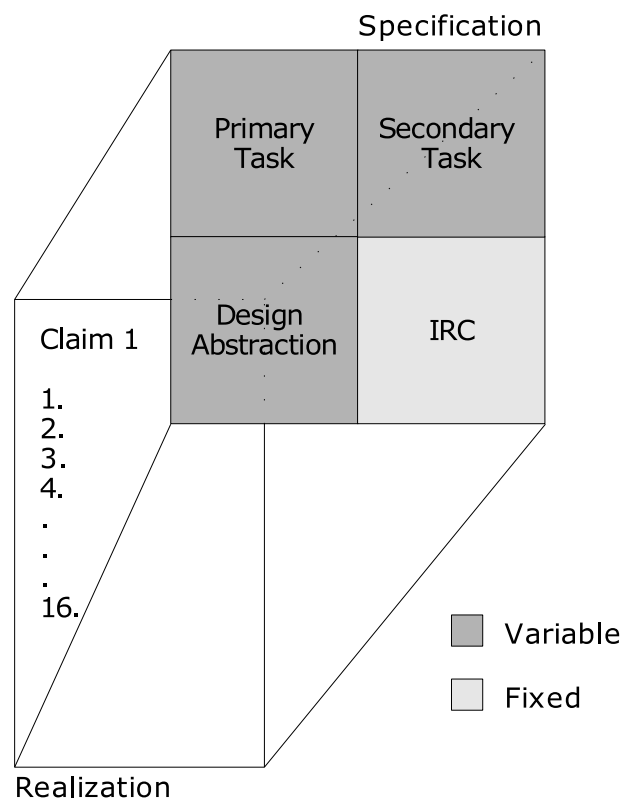 Specification
Primary
Task
Secondary
Task
Design
Abstraction
IRC
Claim 1
1.
2.
3.
4.
.
.
.
16.
Variable
Fixed
Realization